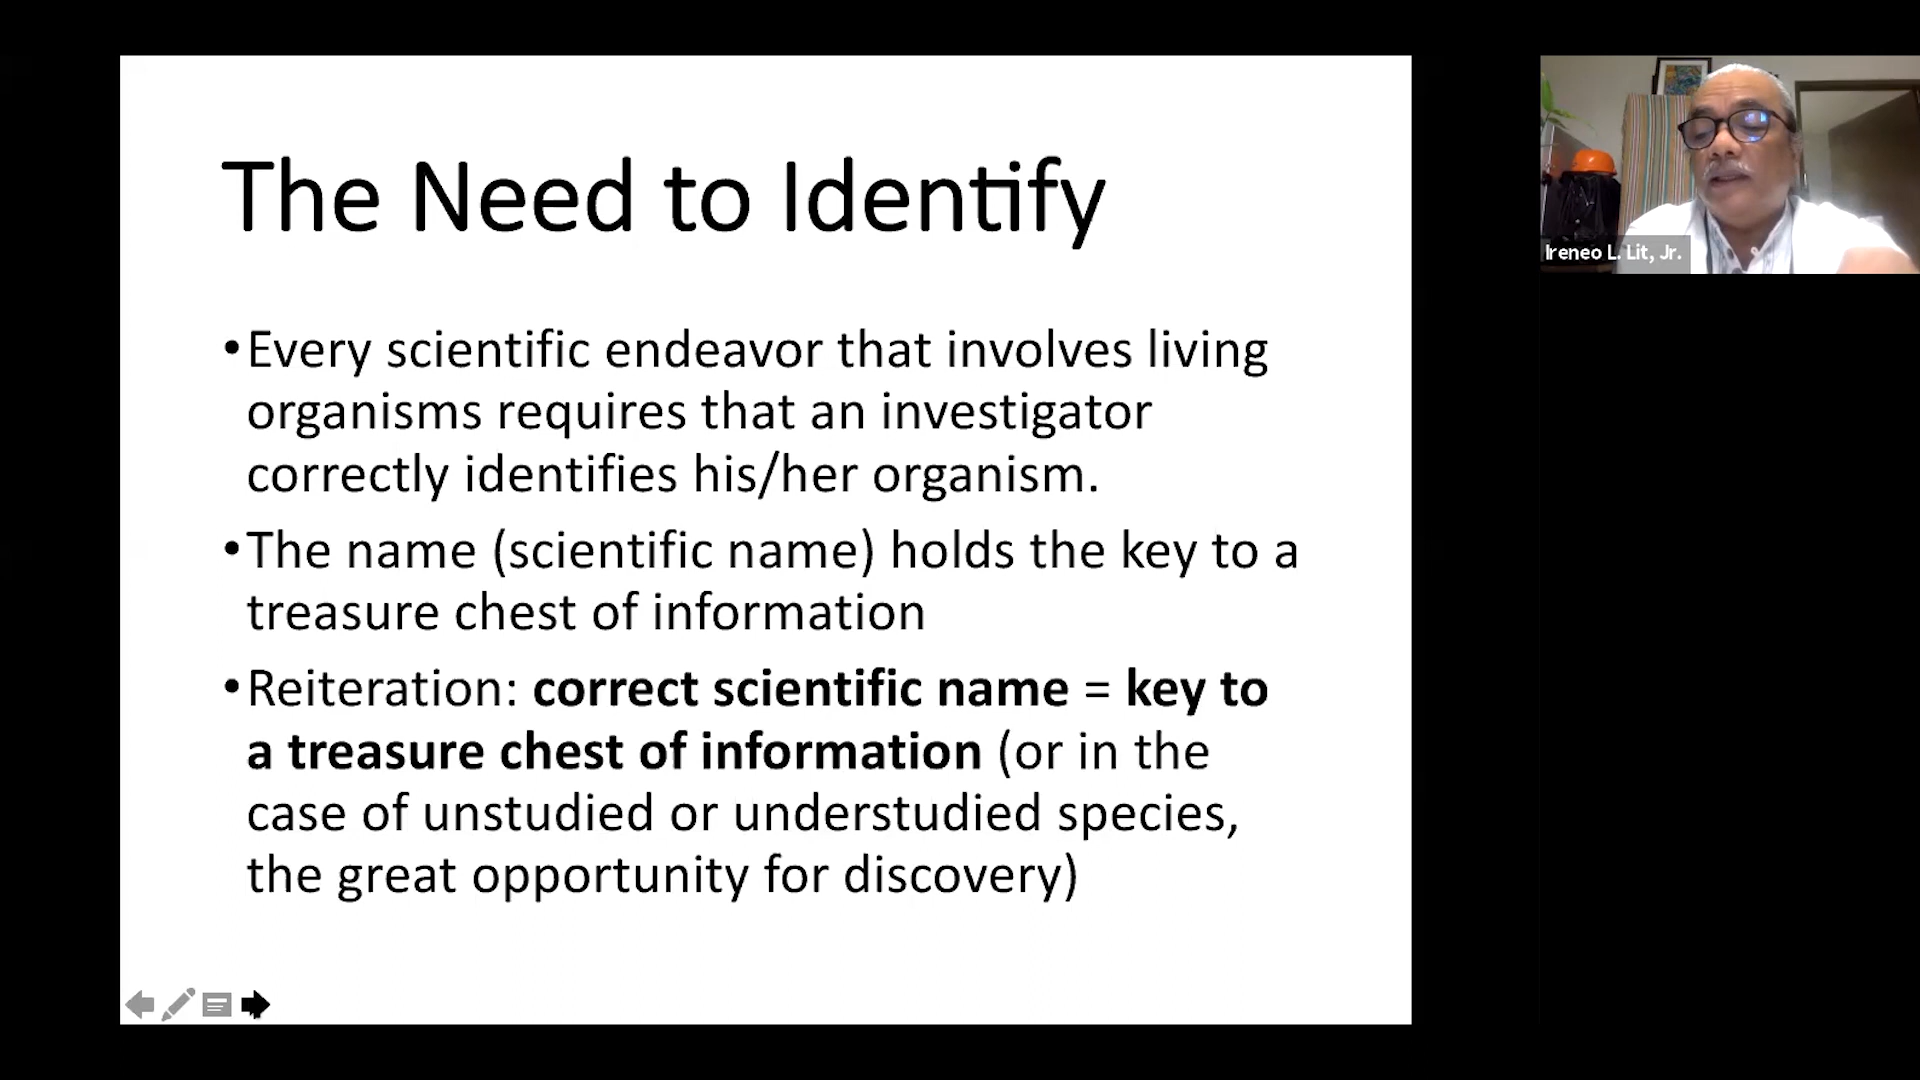 The Need to Identify
•Every scientific endeavor that involves living
organisms requires that an investigator
correctly identifies his/her organism.
•The name (scientific name) holds the key to a
treasure chest of information
•Reiteration: correct scientific name = key to
a treasure chest of information (or in the
case of unstudied or understudied species,
the great opportunity for discovery)
Ireneo L. Lit, Jr.